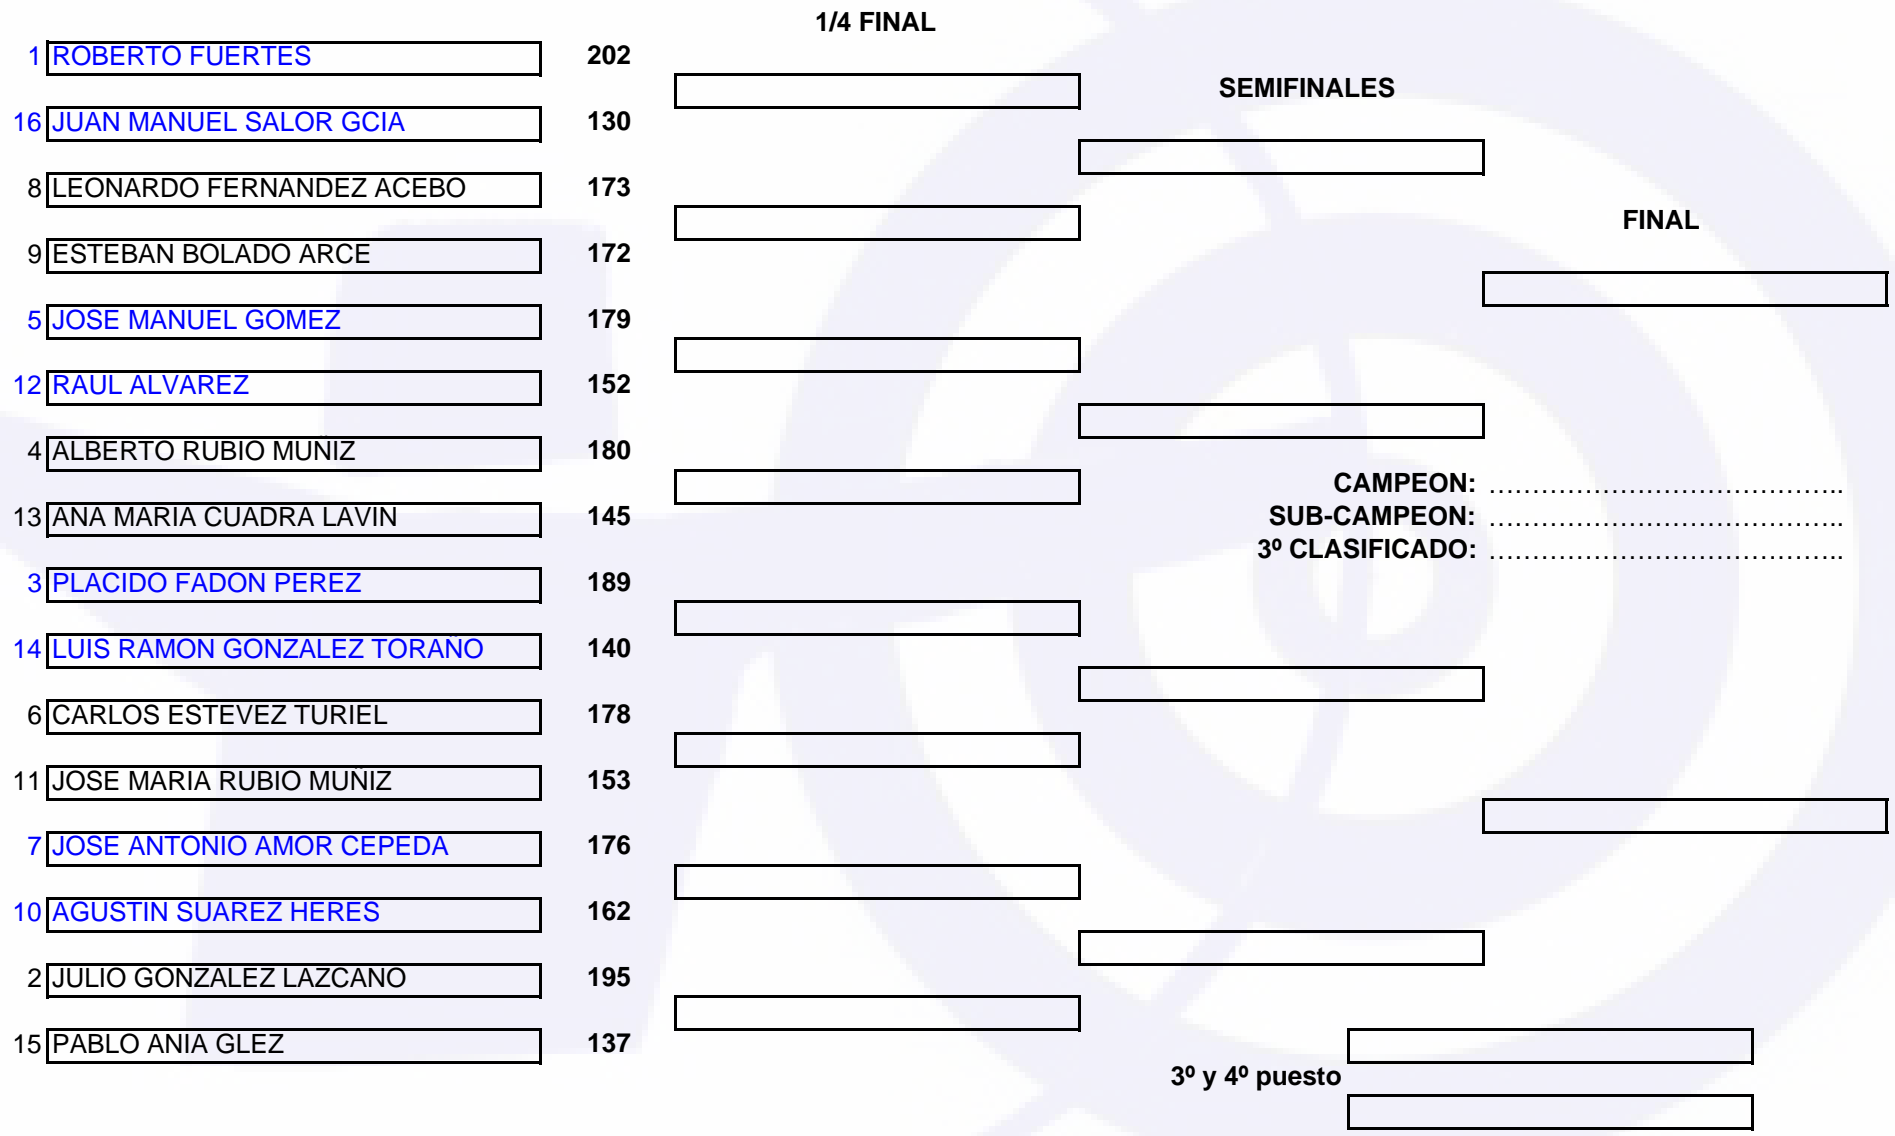 1/4 FINAL
1 ROBERTO FUERTES 202
SEMIFINALES
16 JUAN MANUEL SALOR GCIA 130
8 LEONARDO FERNANDEZ ACEBO 173
FINAL
9 ESTEBAN BOLADO ARCE 172
5 JOSE MANUEL GOMEZ 179
12 RAUL ALVAREZ 152
4 ALBERTO RUBIO MUÑIZ 180
CAMPEON: …………………………………..
13 ANA MARIA CUADRA LAVIN 145
SUB-CAMPEON: …………………………………..
3º CLASIFICADO: …………………………………..
3 PLACIDO FADON PEREZ 189
14 LUIS RAMON GONZALEZ TORAÑO 140
6 CARLOS ESTEVEZ TURIEL 178
11 JOSE MARIA RUBIO MUÑIZ 153
7 JOSE ANTONIO AMOR CEPEDA 176
10 AGUSTIN SUAREZ HERES 162
2 JULIO GONZALEZ LAZCANO 195
15 PABLO ANIA GLEZ 137
3º y 4º puesto